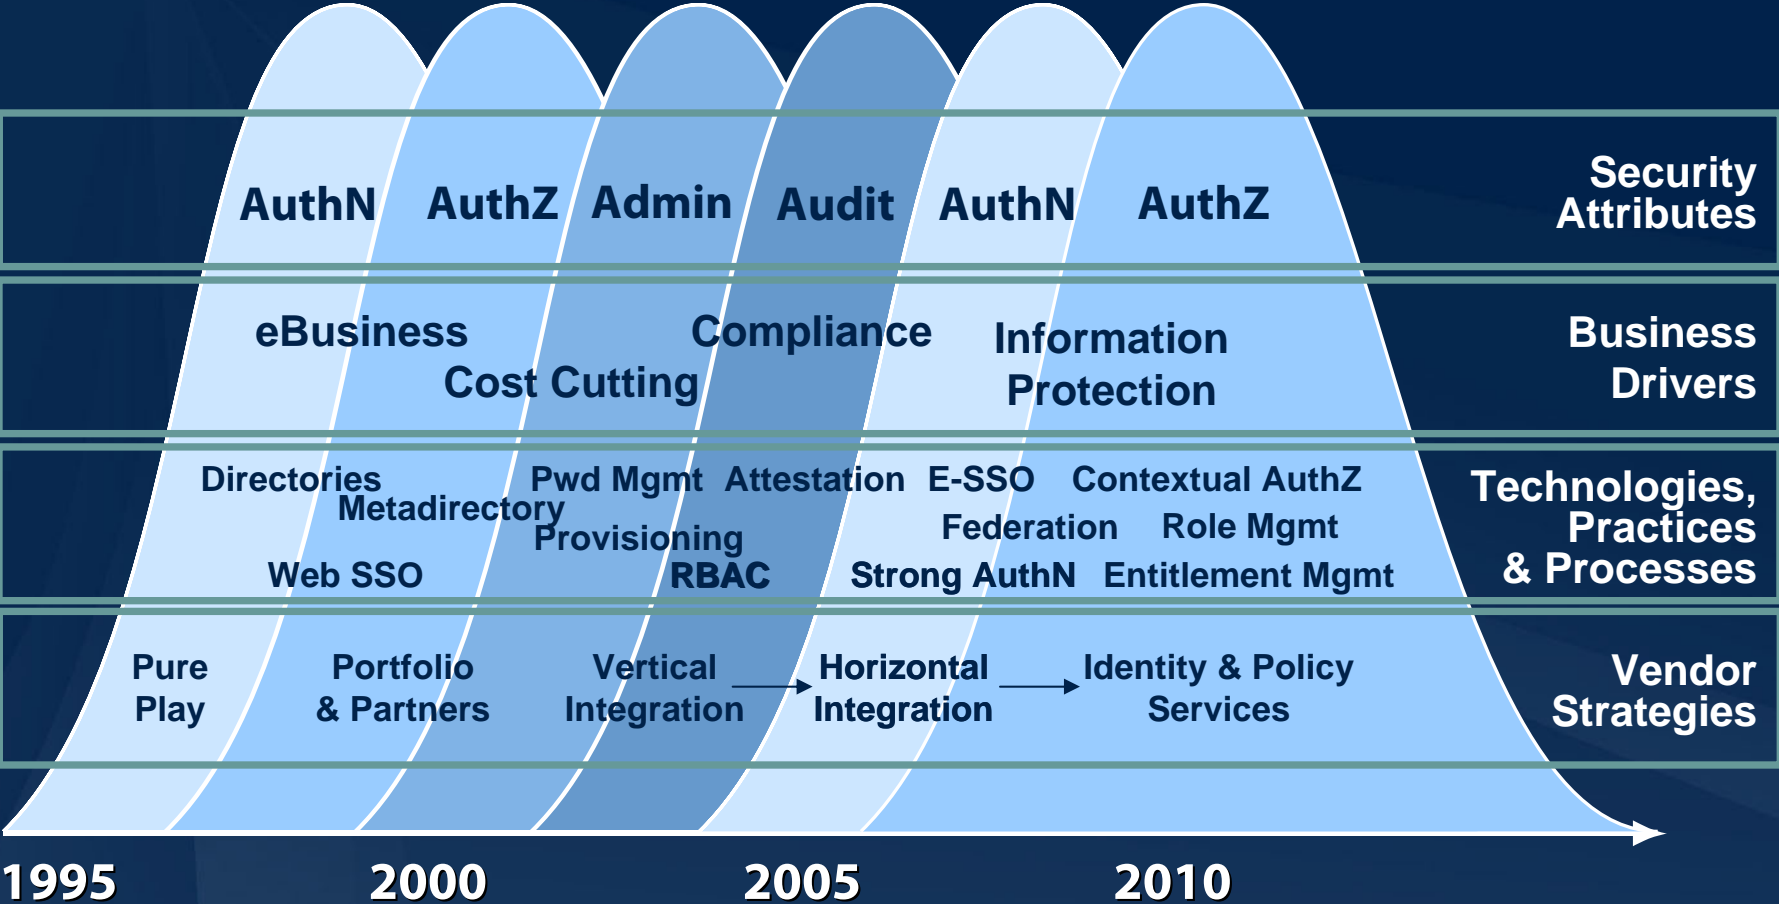 AuthN AuthZ Admin Audit AuthN AuthZ
Security
Attributes
eBusiness
Cost Cutting
Compliance
Information
Protection
Business
Drivers
Directories
Metadirectory
Web SSO
Pwd Mgmt
Provisioning
RBAC
Attestation
E-SSO
Federation
Strong AuthN
Contextual AuthZ
Role Mgmt
Entitlement Mgmt
Technologies,
Practices
& Processes
Pure
Play
Portfolio
& Partners
Vertical
Integration
Horizontal
Integration
Identity & Policy
Services
Vendor
Strategies
1995 2000 2005 2010